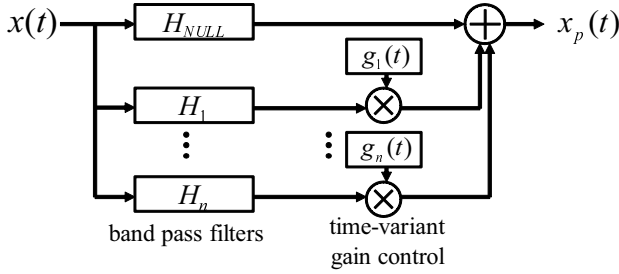 x(t)
H_NULL
x_p(t)
g_1(t)
H_1
g_n(t)
H_n
band pass filters
time-variant
gain control